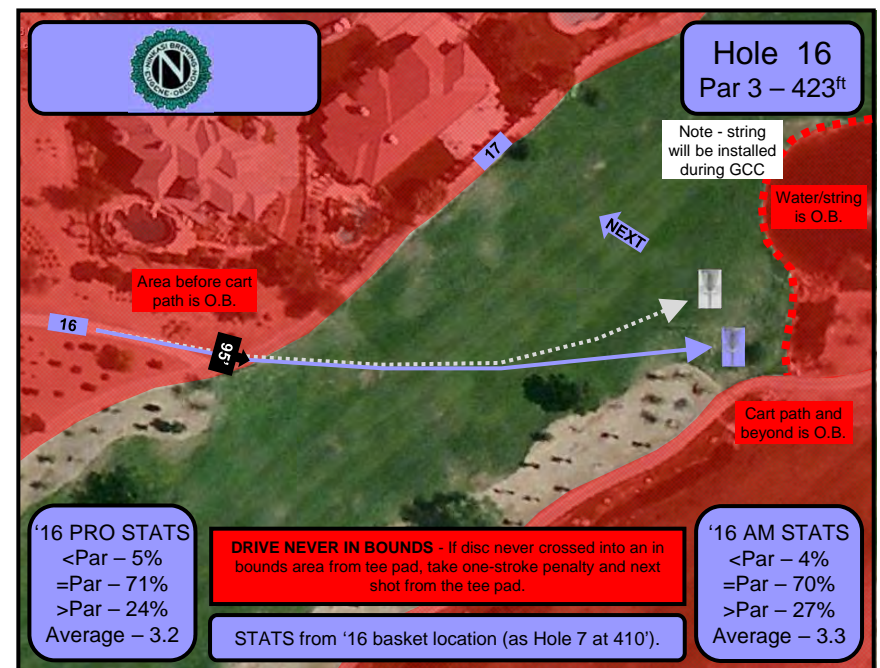 NINKASI BREWING
N
EUGENE·OREGON
Hole 16
Par 3 – 423ft
Note - string
will be installed
during GCC
17
Water/string
is O.B.
NEXT
Area before cart
path is O.B.
16
95'
Cart path and
beyond is O.B.
‘16 PRO STATS
<Par – 5%
=Par – 71%
>Par – 24%
Average – 3.2
DRIVE NEVER IN BOUNDS - If disc never crossed into an in
bounds area from tee pad, take one-stroke penalty and next
shot from the tee pad.
STATS from ‘16 basket location (as Hole 7 at 410’).
‘16 AM STATS
<Par – 4%
=Par – 70%
>Par – 27%
Average – 3.3